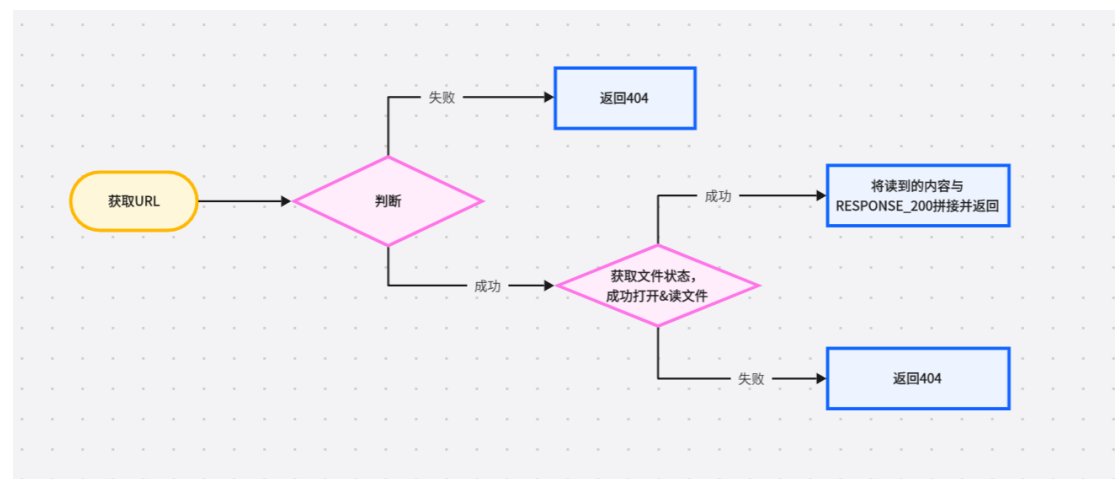 失败
返回404
获取URL
判断
成功
将读到的内容与
RESPONSE_200拼接并返回
成功
获取文件状态，
成功打开&读文件
失败
返回404